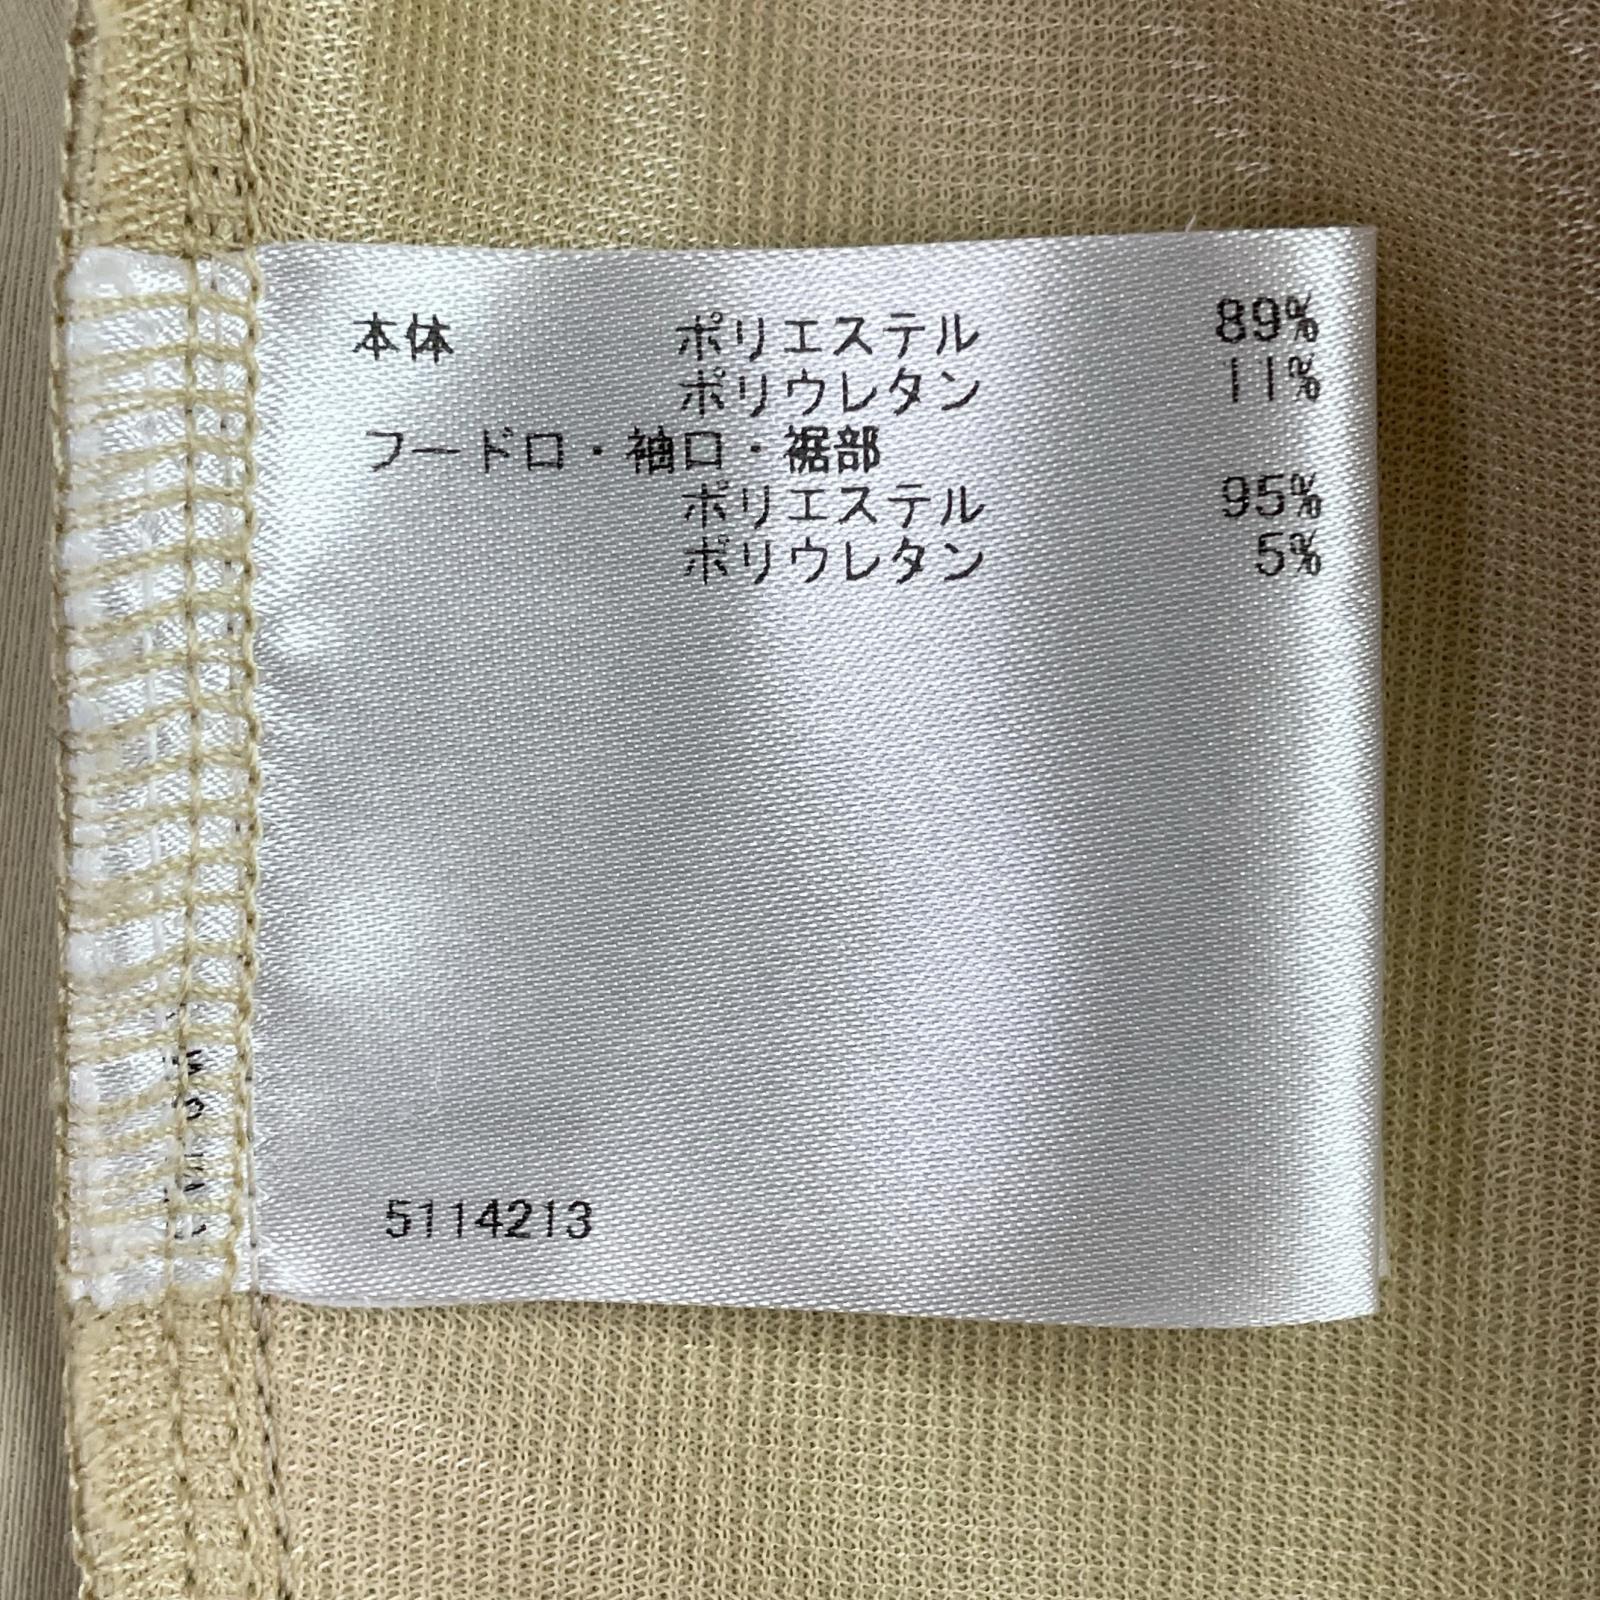 本体 ポリエステル 89%
ポリウレタン 11%
フード口・袖口・裾部
ポリエステル 95%
ポリウレタン 5%
5114213